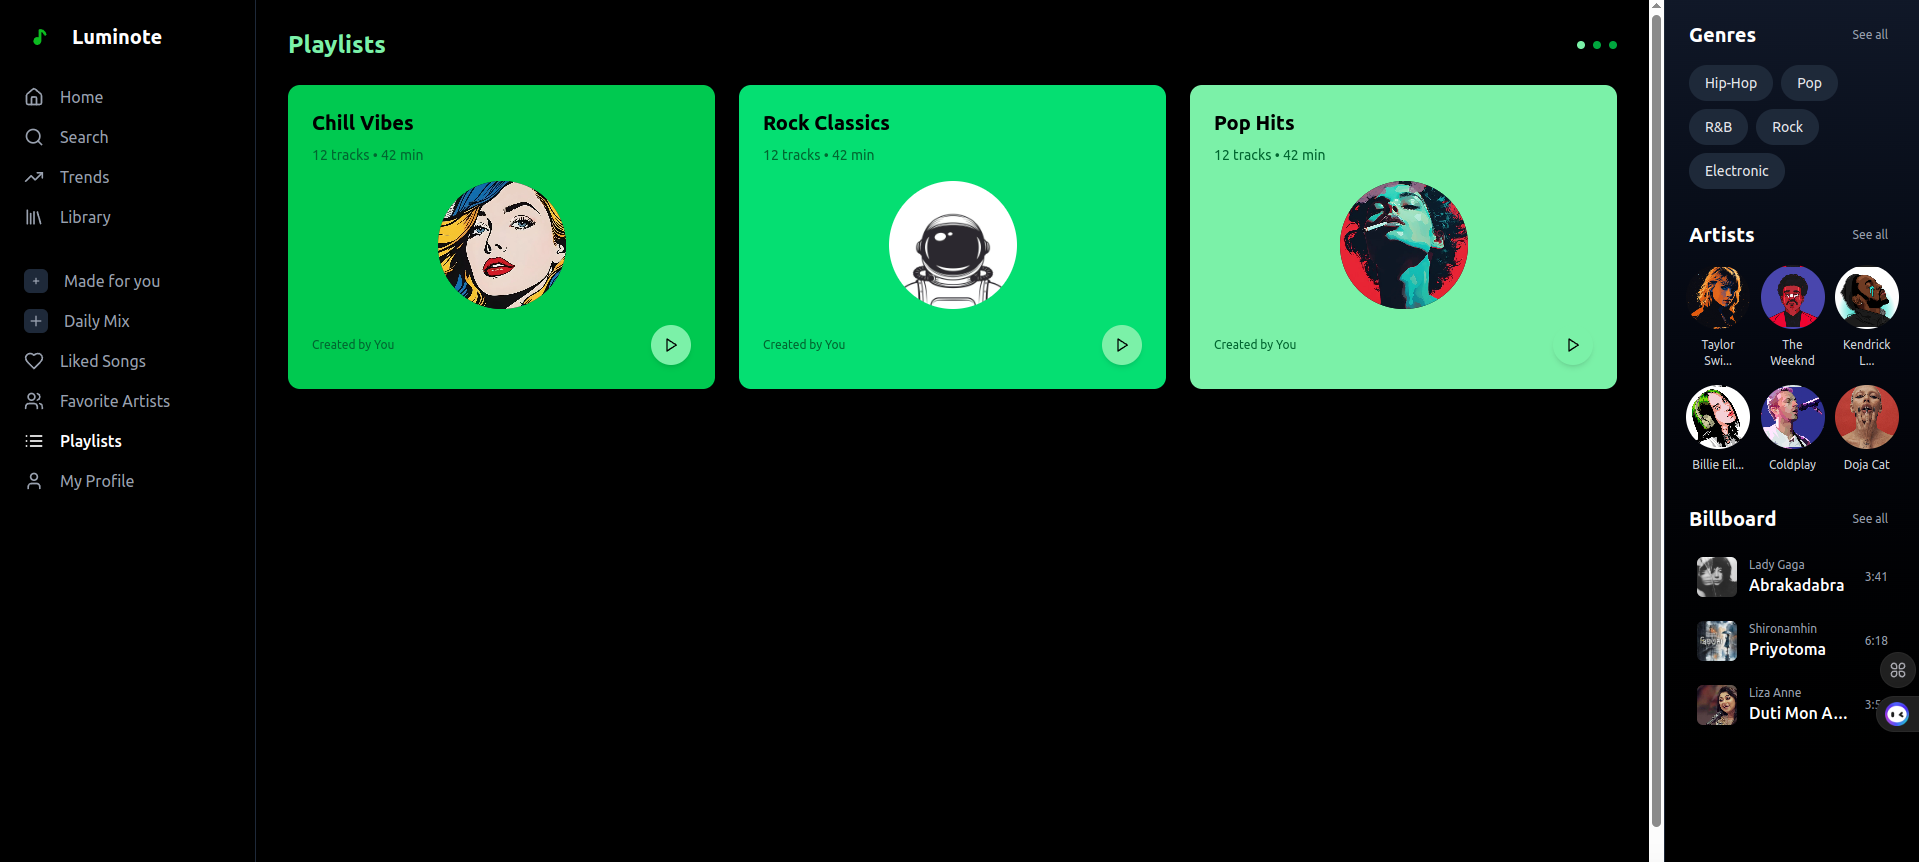 Luminote
Home
Search
Trends
Library
Made for you
Daily Mix
Liked Songs
Favorite Artists
Playlists
My Profile
Playlists
Chill Vibes
12 tracks • 42 min
Created by You
Rock Classics
12 tracks • 42 min
Created by You
Pop Hits
12 tracks • 42 min
Created by You
Genres
See all
Hip-Hop
Pop
R&B
Rock
Electronic
Artists
See all
Taylor
Swi...
The
Weeknd
Kendrick
L...
Billie Eil...
Coldplay
Doja Cat
Billboard
See all
Lady Gaga
Abrakadabra
3:41
Shironamhin
Priyotoma
6:18
Liza Anne
Duti Mon A...